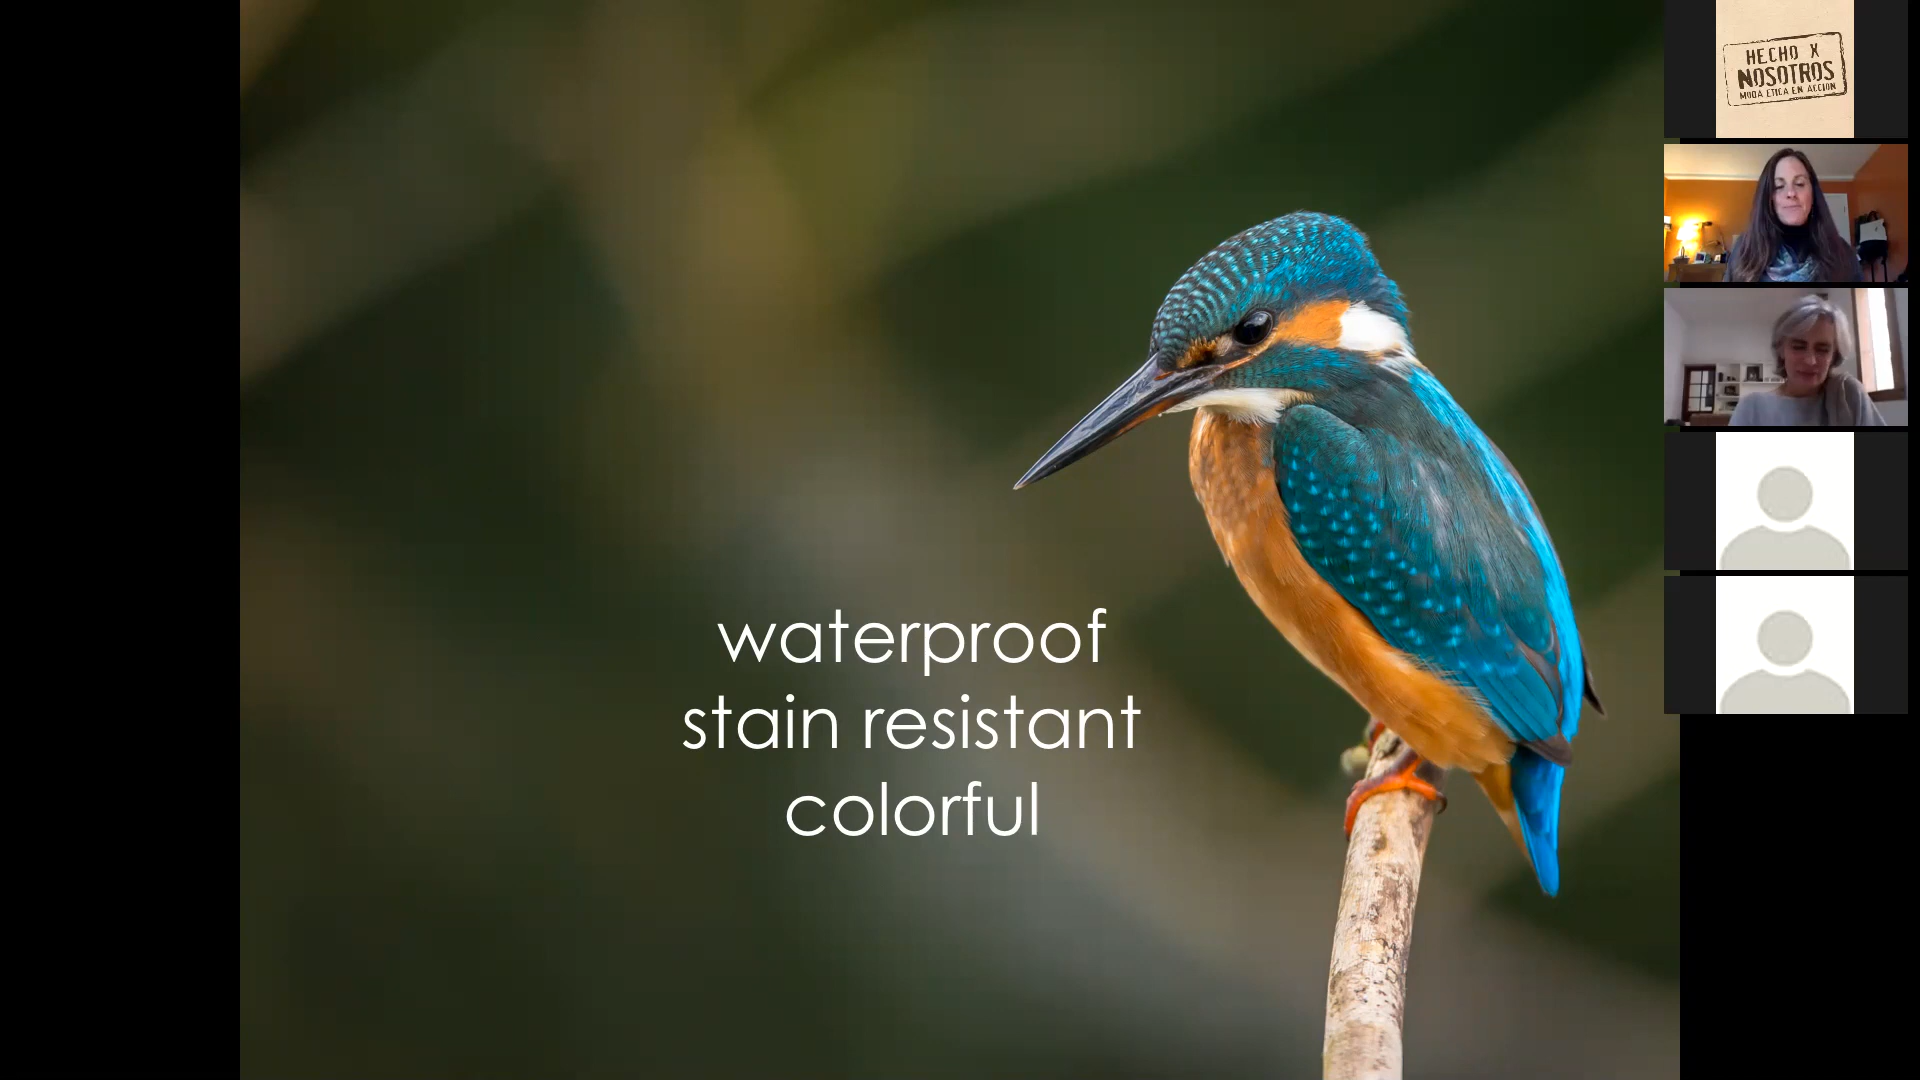 waterproof
stain resistant
colorful
HECHO X
NOSOTROS
MODA ETICA EN ACCION